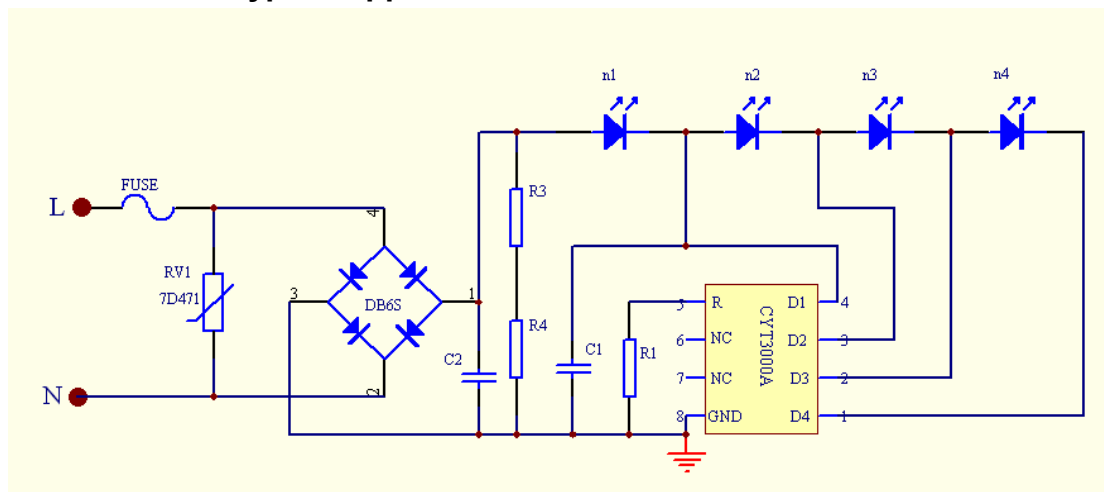 n1 n2 n3 n4
FUSE
L
R3
4
RV1
7D471
3
DB6S
1
5 R D1 4
CYT3000A
R4
C2
C1
R1
6 NC D2 3
7 NC D3 2
N
2
8 GND D4 1